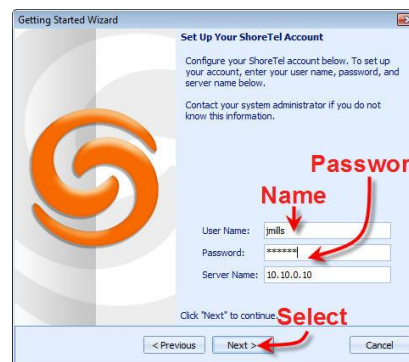 Getting Started Wizard
Set Up Your ShoreTel Account
Configure your ShoreTel account below. To set up
your account, enter your user name, password, and
server name below.
Contact your system administrator if you do not
know this information.
Passwor
Name
User Name: jmills
Password: ******
Server Name: 10.10.0.10
Click "Next" to continue.
Select
< Previous Next > Cancel